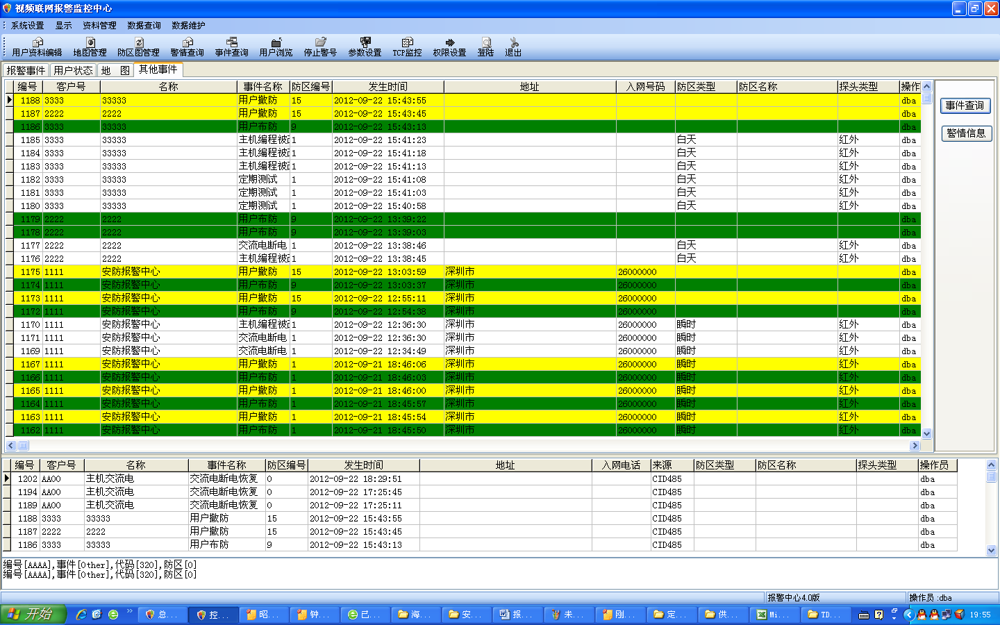 视频联网报警监控中心
系统设置 显示 资料管理 数据查询 数据维护
用户资料编辑 地图管理 防区图管理 警情查询 事件查询 用户浏览 停止警号 参数设置 TCP监控 权限设置 登陆 退出
报警事件 用户状态 地 图 其他事件
编号 客户号 名称 事件名称 防区编号 发生时间 地址 入网号码 防区类型 防区名称 探头类型 操作
1188 3333 33333 用户撤防 15 2012-09-22 15:43:55 dba
事件查询
1187 2222 2222 用户撤防 15 2012-09-22 15:43:45 dba
1186 3333 33333 用户布防 9 2012-09-22 15:43:13 dba
警情信息
1185 3333 33333 主机编程被 1 2012-09-22 15:41:23 白天 红外 dba
1184 3333 33333 主机编程被 1 2012-09-22 15:41:18 白天 红外 dba
1183 3333 33333 主机编程被 1 2012-09-22 15:41:13 白天 红外 dba
1182 3333 33333 定期测试 1 2012-09-22 15:41:08 白天 红外 dba
1181 3333 33333 定期测试 1 2012-09-22 15:41:03 白天 红外 dba
1180 3333 33333 定期测试 1 2012-09-22 15:40:58 白天 红外 dba
1179 2222 2222 用户布防 9 2012-09-22 13:39:22 dba
1178 2222 2222 用户布防 9 2012-09-22 13:39:03 dba
1177 2222 2222 交流电断电 1 2012-09-22 13:38:46 白天 红外 dba
1176 2222 2222 主机编程被 1 2012-09-22 13:38:45 白天 红外 dba
1175 1111 安防报警中心 用户撤防 15 2012-09-22 13:03:59 深圳市 26000000 dba
1174 1111 安防报警中心 用户布防 9 2012-09-22 13:03:37 深圳市 26000000 dba
1173 1111 安防报警中心 用户撤防 15 2012-09-22 12:55:11 深圳市 26000000 dba
1172 1111 安防报警中心 用户布防 9 2012-09-22 12:54:38 深圳市 26000000 dba
1170 1111 安防报警中心 主机编程被 1 2012-09-22 12:36:30 深圳市 26000000 瞬时 红外 dba
1171 1111 安防报警中心 交流电断电 1 2012-09-22 12:36:30 深圳市 26000000 瞬时 红外 dba
1169 1111 安防报警中心 交流电断电 1 2012-09-22 12:34:49 深圳市 26000000 瞬时 红外 dba
1167 1111 安防报警中心 用户撤防 1 2012-09-21 18:46:06 深圳市 26000000 瞬时 红外 dba
1166 1111 安防报警中心 用户布防 1 2012-09-21 18:46:03 深圳市 26000000 瞬时 红外 dba
1165 1111 安防报警中心 用户撤防 1 2012-09-21 18:46:00 深圳市 26000000 瞬时 红外 dba
1164 1111 安防报警中心 用户布防 1 2012-09-21 18:45:57 深圳市 26000000 瞬时 红外 dba
1163 1111 安防报警中心 用户撤防 1 2012-09-21 18:45:54 深圳市 26000000 瞬时 红外 dba
1162 1111 安防报警中心 用户布防 1 2012-09-21 18:45:50 深圳市 26000000 瞬时 红外 dba
编号 客户号 名称 事件名称 防区编号 发生时间 地址 入网电话 来源 防区类型 防区名称 探头类型 操作员
1202 AA00 主机交流电 交流电断电恢复 0 2012-09-22 18:29:51 CID485 dba
1194 AA00 主机交流电 交流电断电恢复 0 2012-09-22 17:25:45 CID485 dba
1189 AA00 主机交流电 交流电断电恢复 0 2012-09-22 17:25:11 CID485 dba
1188 3333 33333 用户撤防 15 2012-09-22 15:43:55 CID485 dba
1187 2222 2222 用户撤防 15 2012-09-22 15:43:45 CID485 dba
1186 3333 33333 用户布防 9 2012-09-22 15:43:13 CID485 dba
编号[AAAA],事件[Other],代码[320],防区[0]
编号[AAAA],事件[Other],代码[320],防区[0]
报警中心4.0版 操作员:dba
开始 总... 控... 昭... 钟... 已... 海... 安... 报... 未... 刚... 定... 供... Mi... TD... 19:55